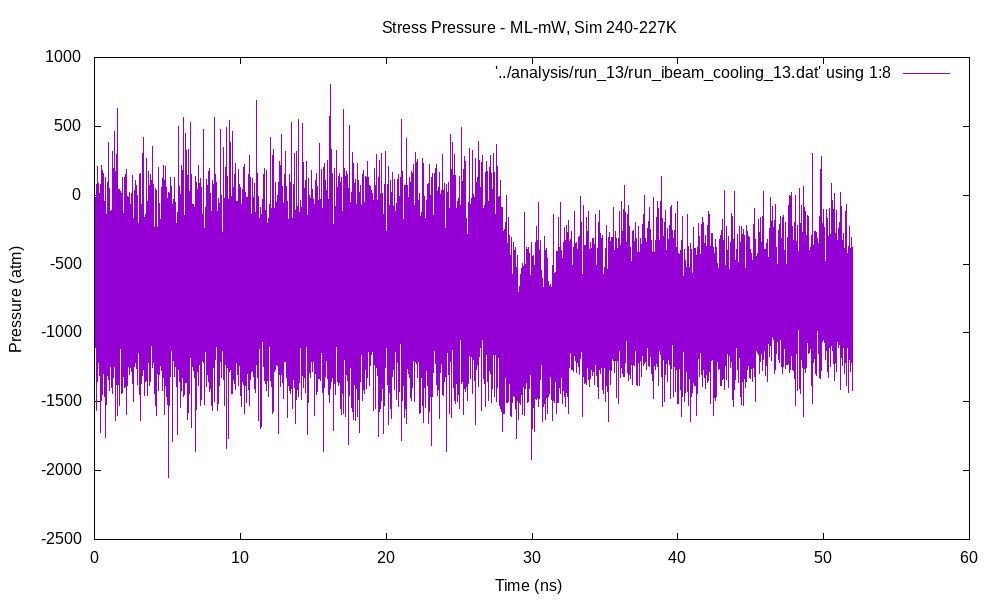 Stress Pressure - ML-mW, Sim 240-227K
'../analysis/run_13/run_ibeam_cooling_13.dat' using 1:8
Pressure (atm)
1000
500
0
-500
-1000
-1500
-2000
-2500
0 10 20 30 40 50 60
Time (ns)